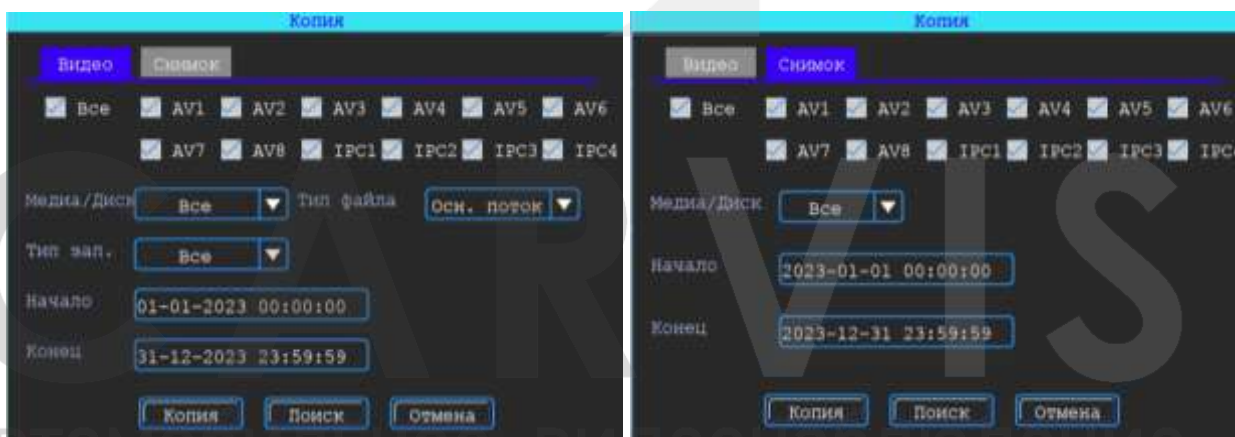 Копия
Видео Снимок
Все AV1 AV2 AV3 AV4 AV5 AV6
AV7 AV8 IPC1 IPC2 IPC3 IPC4
Медиа/Диск Все Тип файла Осн. поток
Тип зап. Все
Начало 01-01-2023 00:00:00
Конец 31-12-2023 23:59:59
Копия Поиск Отмена
Копия
Видео Снимок
Все AV1 AV2 AV3 AV4 AV5 AV6
AV7 AV8 IPC1 IPC2 IPC3 IPC4
Медиа/Диск Все
Начало 2023-01-01 00:00:00
Конец 2023-12-31 23:59:59
Копия Поиск Отмена
CARVIS